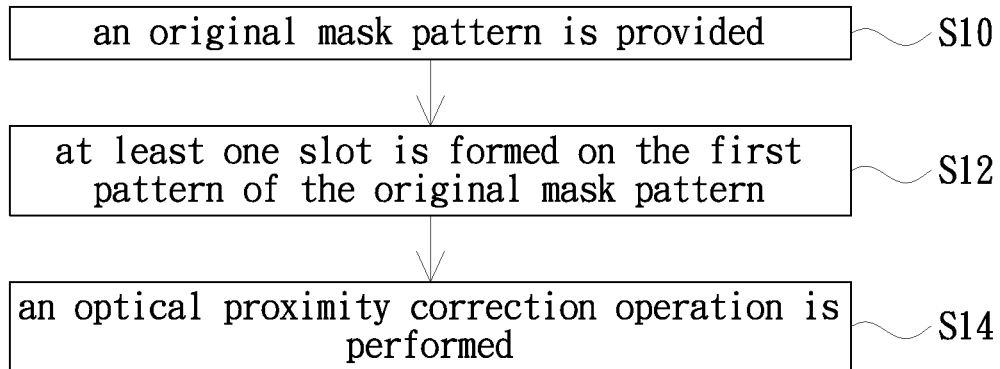 an original mask pattern is provided
S10
at least one slot is formed on the first
pattern of the original mask pattern
S12
an optical proximity correction operation is
performed
S14